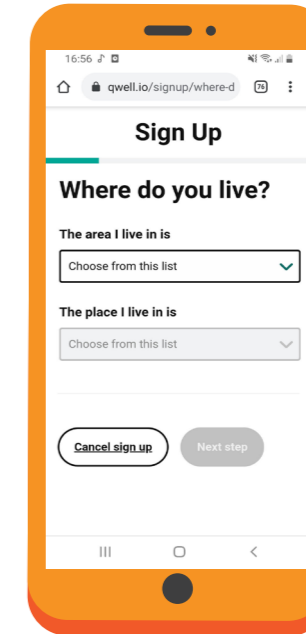 16:56
qwell.io/signup/where-d
76
Sign Up
Where do you live?
The area I live in is
Choose from this list
The place I live in is
Choose from this list
Cancel sign up
Next step